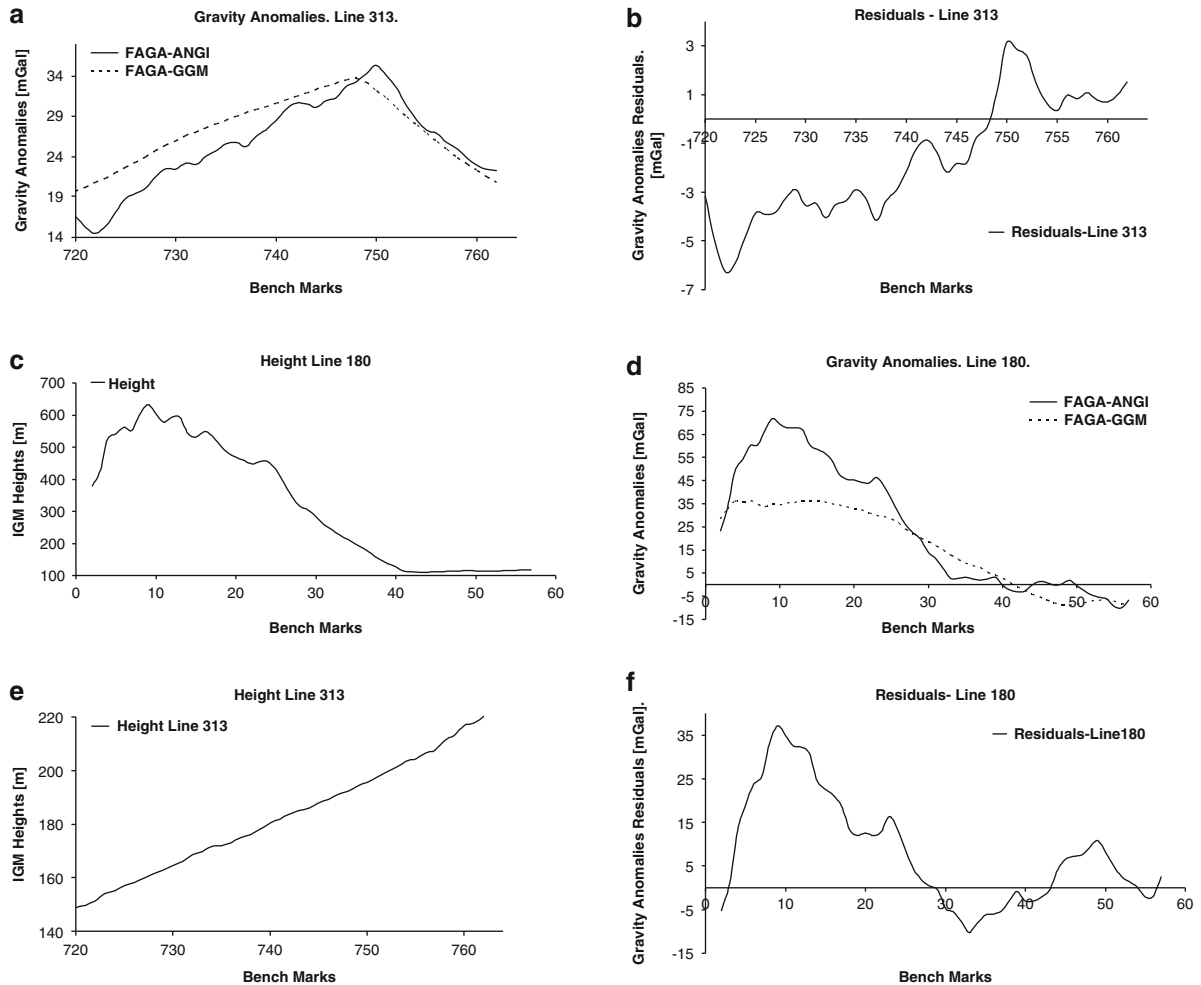 a
Gravity Anomalies. Line 313.
FAGA-ANGI
FAGA-GGM
Gravity Anomalies [mGal]
34
29
24
19
14
720 730 740 750 760
Bench Marks
b
Residuals - Line 313
Gravity Anomalies Residuals.
[mGal]
3
1
-1
-3
-5
-7
720 725 730 735 740 745 750 755 760
Residuals-Line 313
Bench Marks
c
Height Line 180
Height
IGM Heights [m]
700
600
500
400
300
200
100
0 10 20 30 40 50 60
Bench Marks
d
Gravity Anomalies. Line 180.
FAGA-ANGI
FAGA-GGM
Gravity Anomalies [mGal]
85
75
65
55
45
35
25
15
5
-5
-15
0 10 20 30 40 50 60
Bench Marks
e
Height Line 313
Height Line 313
IGM Heights [m]
220
200
180
160
140
720 730 740 750 760
Bench Marks
f
Residuals- Line 180
Residuals-Line180
Gravity Anomalies Residuals [mGal].
35
25
15
5
-5
-15
0 10 20 30 40 50 60
Bench Marks